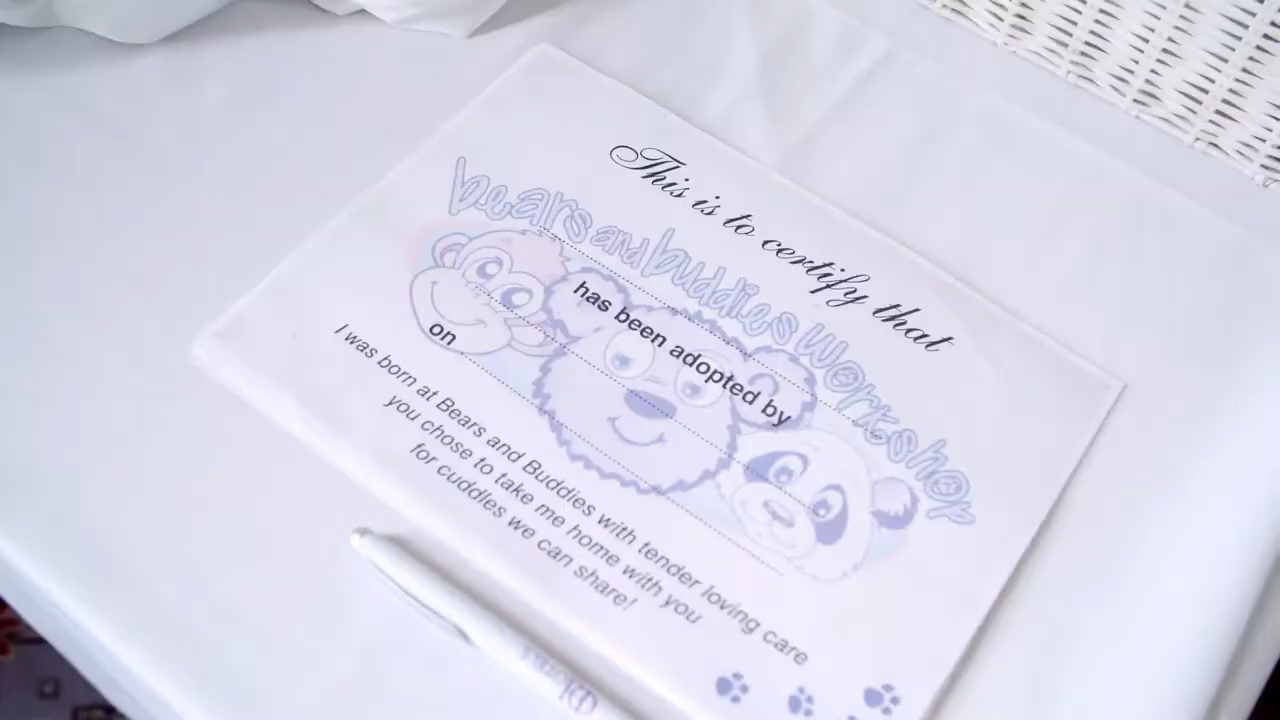 This is to certify that
bears and buddies workshop
has been adopted by
on
I was born at Bears and Buddies with tender loving care
you chose to take me home with you
for cuddles we can share!